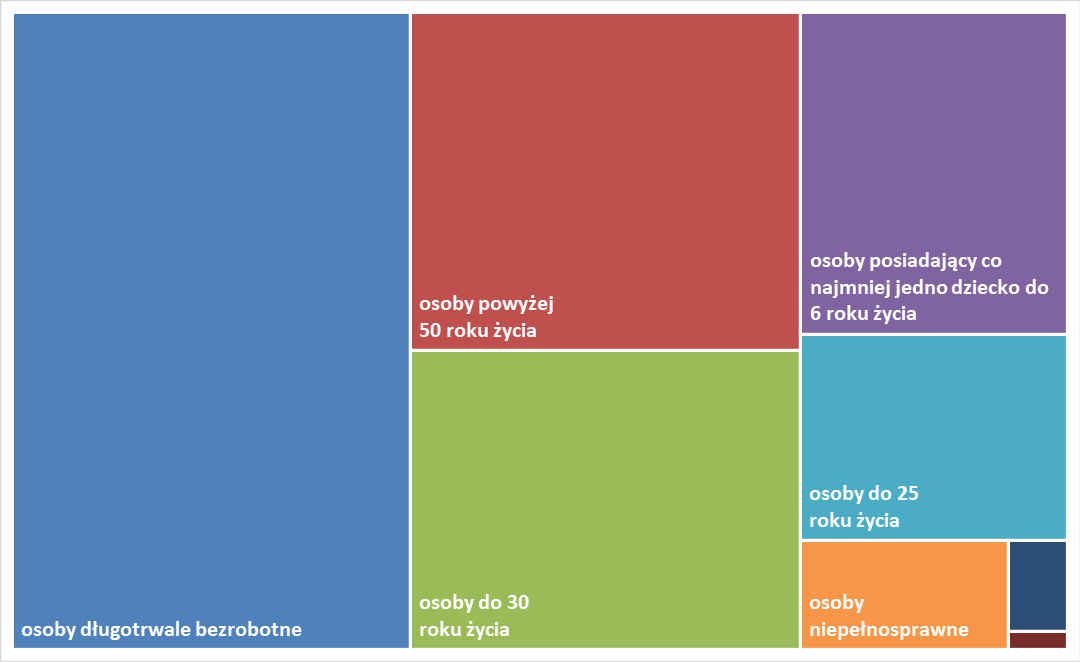 osoby długotrwale bezrobotne
osoby powyżej
50 roku życia
osoby do 30
roku życia
osoby posiadający co
najmniej jedno dziecko do
6 roku życia
osoby do 25
roku życia
osoby
niepełnosprawne